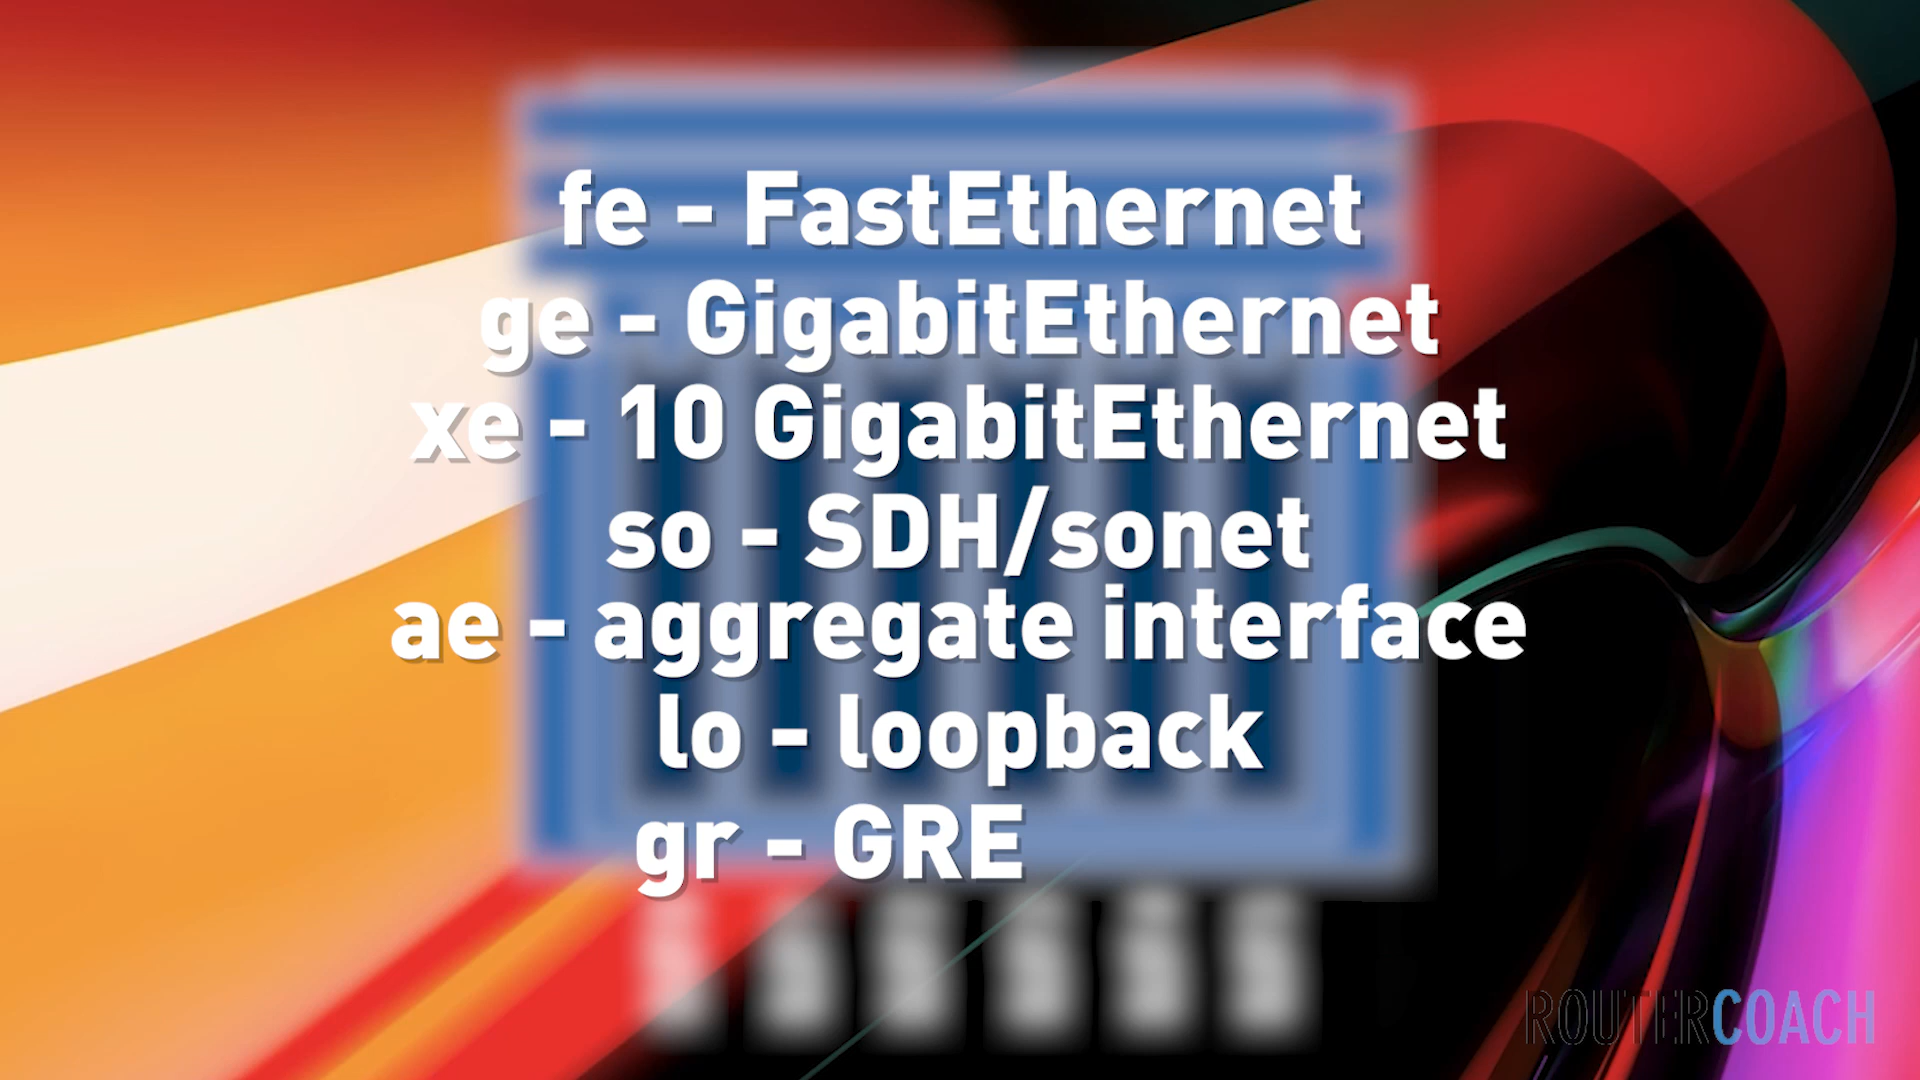 fe - FastEthernet
ge - GigabitEthernet
xe - 10 GigabitEthernet
so - SDH/sonet
ae - aggregate interface
lo - loopback
gr - GRE
ROUTERCOACH